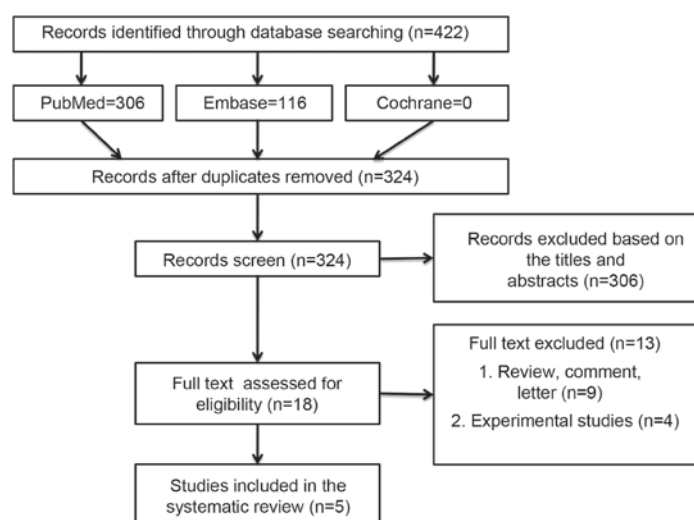 Records identified through database searching (n=422)
PubMed=306
Embase=116
Cochrane=0
Records after duplicates removed (n=324)
Records screen (n=324)
Records excluded based on
the titles and
abstracts (n=306)
Full text assessed for
eligibility (n=18)
Full text excluded (n=13)
1. Review, comment,
letter (n=9)
2. Experimental studies (n=4)
Studies included in the
systematic review (n=5)